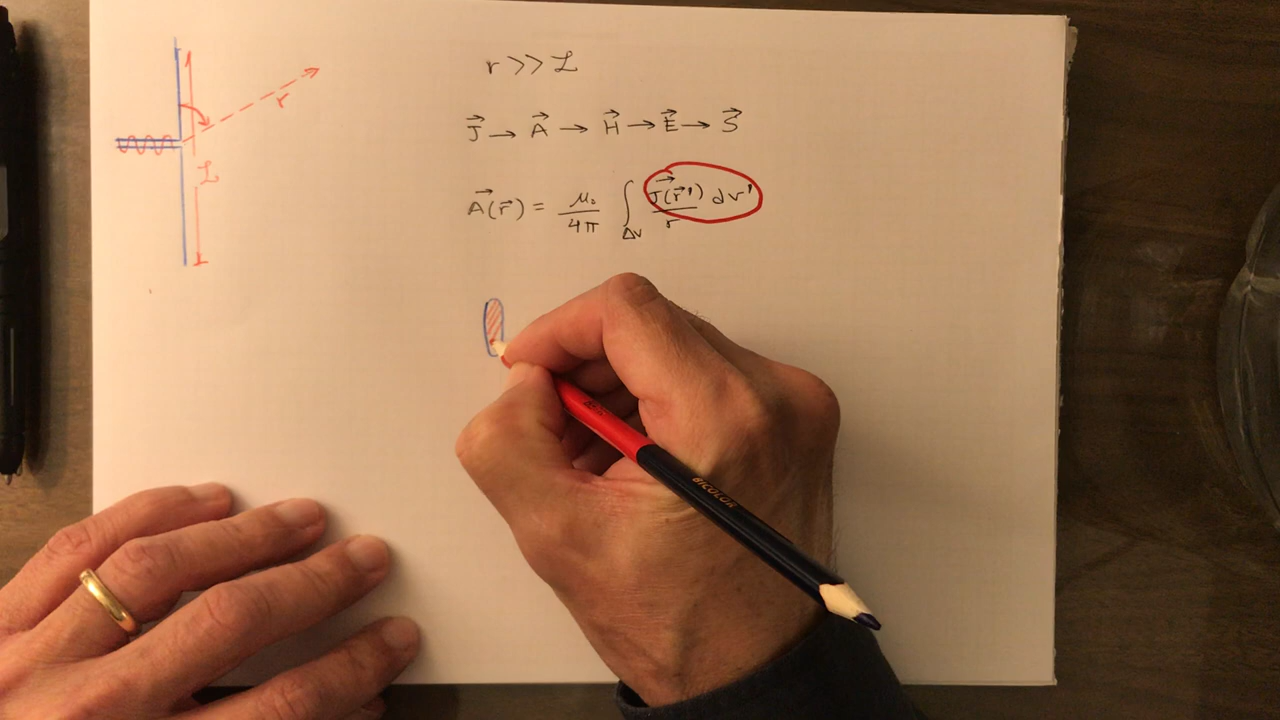 r >> ℒ
J⃗ → A⃗ → H⃗ → E⃗ → S⃗
A⃗(r⃗) = μ₀/4π ∫_ΔV J⃗(r⃗')/r dv'
r
ℒ
BICOLOR